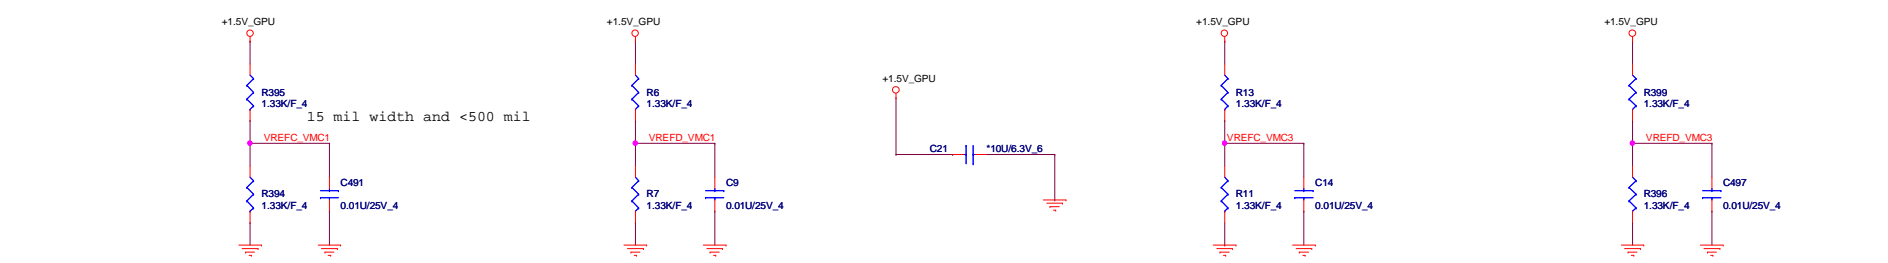 +1.5V_GPU
R395
1.33K/F_4
15 mil width and <500 mil
VREFC_VMC1
R394
1.33K/F_4
C491
0.01U/25V_4
+1.5V_GPU
R6
1.33K/F_4
VREFD_VMC1
R7
1.33K/F_4
C9
0.01U/25V_4
+1.5V_GPU
C21
*10U/6.3V_6
+1.5V_GPU
R13
1.33K/F_4
VREFC_VMC3
R11
1.33K/F_4
C14
0.01U/25V_4
+1.5V_GPU
R399
1.33K/F_4
VREFD_VMC3
R396
1.33K/F_4
C497
0.01U/25V_4